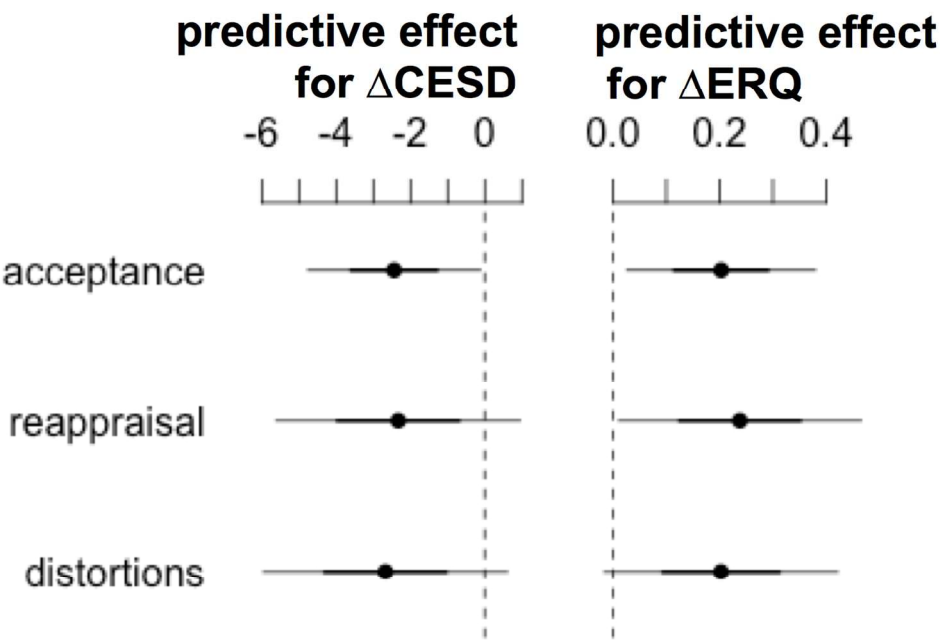 predictive effect
for ΔCESD
predictive effect
for ΔERQ
-6 -4 -2 0
0.0 0.2 0.4
acceptance
reappraisal
distortions